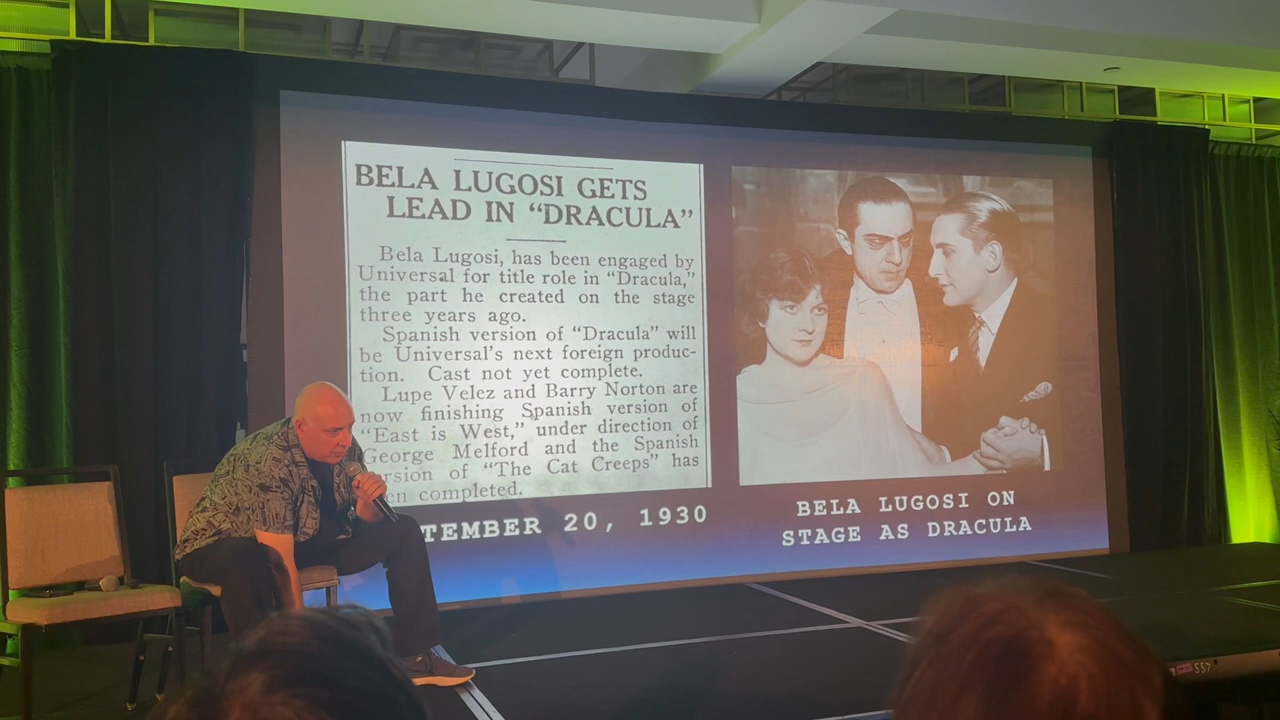 BELA LUGOSI GETS
LEAD IN “DRACULA”
Bela Lugosi, has been engaged by
Universal for title role in “Dracula,”
the part he created on the stage
three years ago.
Spanish version of “Dracula” will
be Universal’s next foreign produc-
tion. Cast not yet complete.
Lupe Velez and Barry Norton are
now finishing Spanish version of
“East is West,” under direction of
George Melford and the Spanish
rsion of “The Cat Creeps” has
en completed.
TEMBER 20, 1930
BELA LUGOSI ON
STAGE AS DRACULA
557